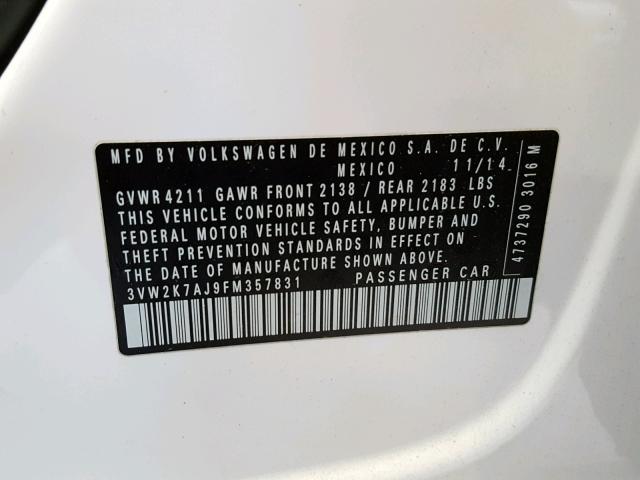 MFD BY VOLKSWAGEN DE MEXICO S.A. DE C.V.
MEXICO 11/14
GVWR 4211 GAWR FRONT 2138 / REAR 2183 LBS
THIS VEHICLE CONFORMS TO ALL APPLICABLE U.S.
FEDERAL MOTOR VEHICLE SAFETY, BUMPER AND
THEFT PREVENTION STANDARDS IN EFFECT ON
THE DATE OF MANUFACTURE SHOWN ABOVE.
3VW2K7AJ9FM357831 PASSENGER CAR
4737290 3016 M